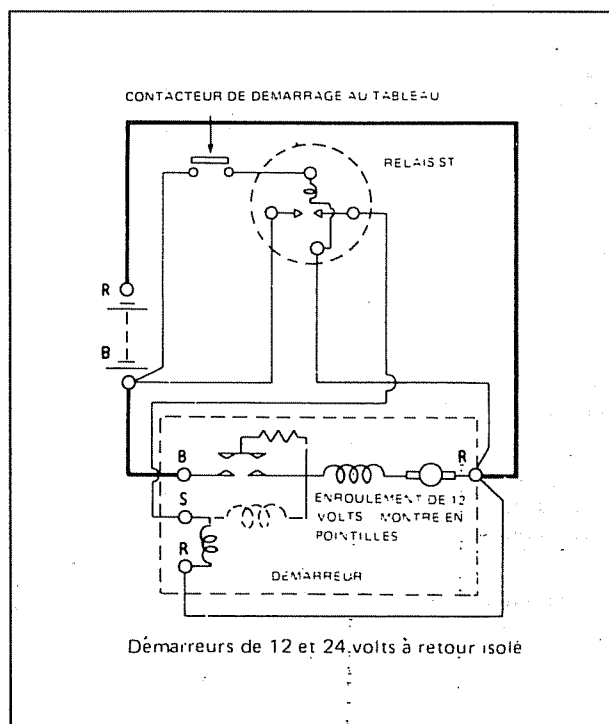 CONTACTEUR DE DEMARRAGE AU TABLEAU
RELAIS ST
R
B
B
R
S
ENROULEMENT DE 12
VOLTS MONTRE EN
POINTILLES
R
DÉMARREUR
Démarreurs de 12 et 24 volts à retour isolé